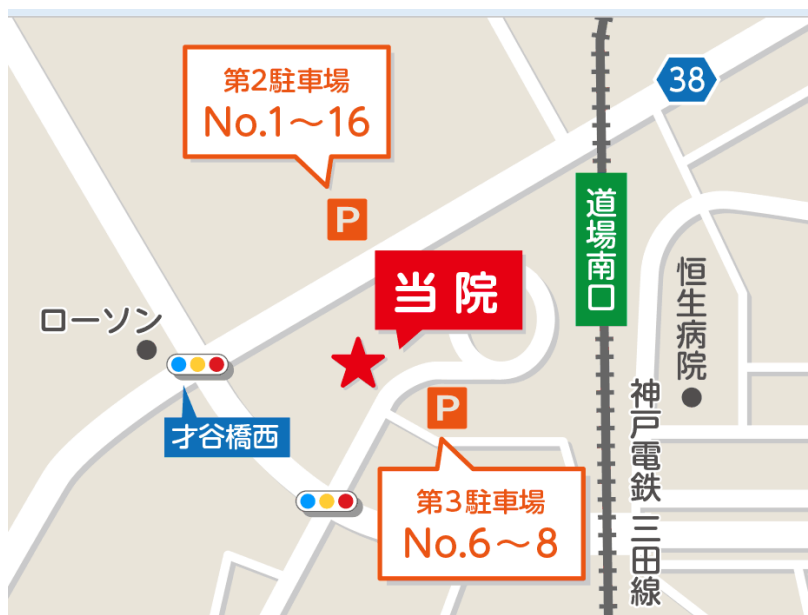 第2駐車場
No.1～16
38
P
道場南口
当院
恒生病院
ローソン
才谷橋西
P
神戸電鉄 三田線
第3駐車場
No.6～8